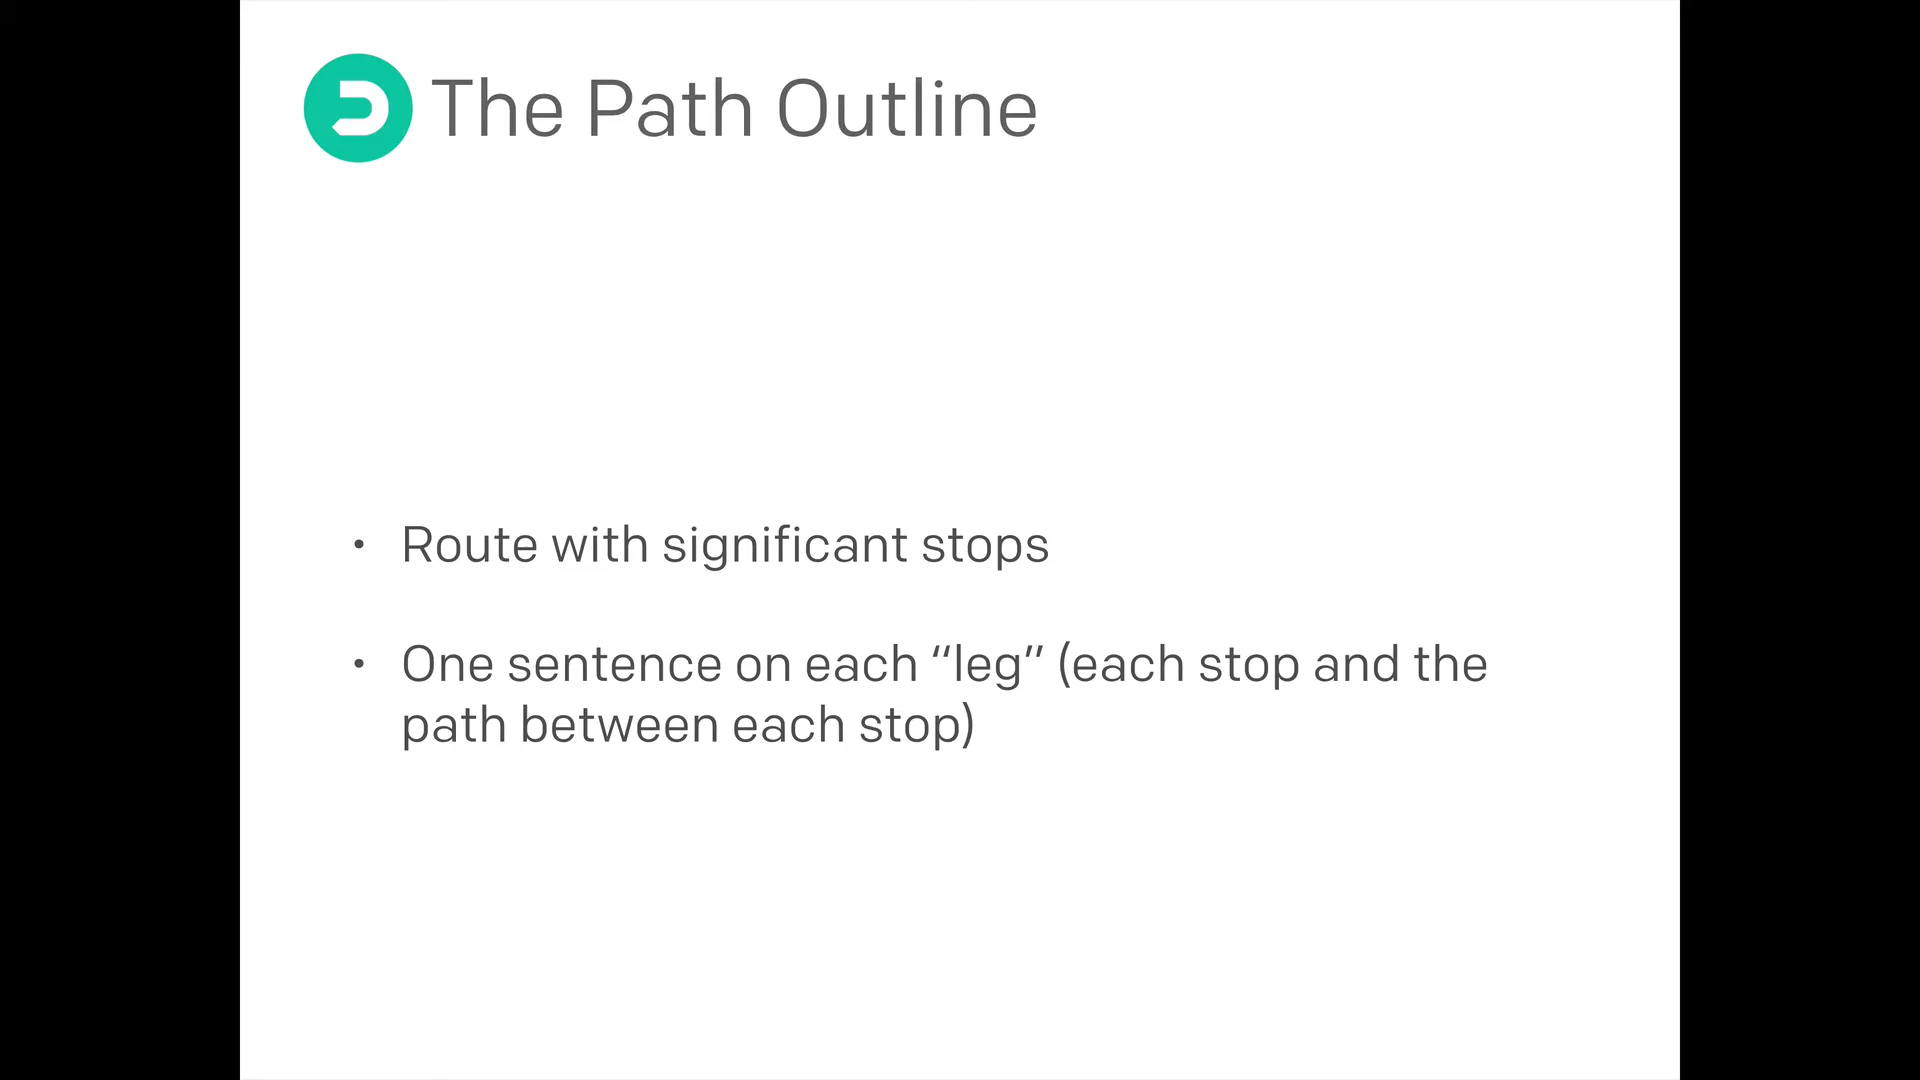 The Path Outline
• Route with significant stops
• One sentence on each “leg” (each stop and the
path between each stop)